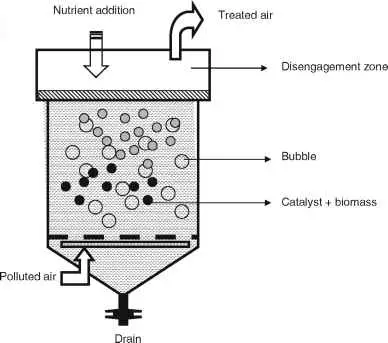 Nutrient addition
Treated air
Disengagement zone
Bubble
Catalyst + biomass
Polluted air
Drain